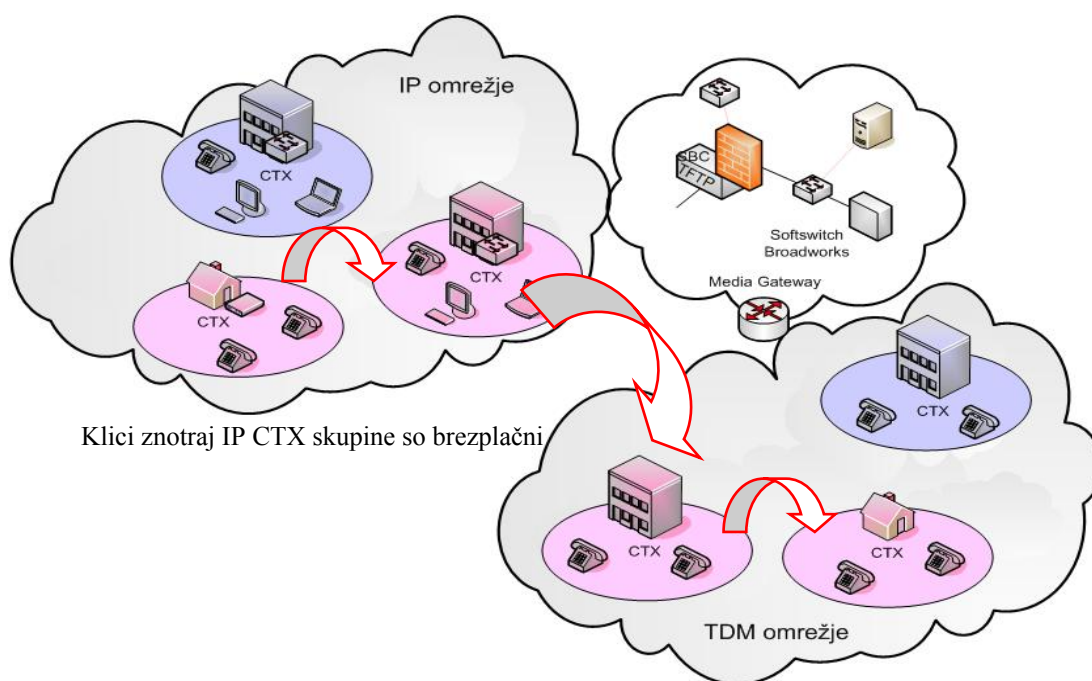 IP omrežje
CTX
CTX
CTX
SBC
TFTP
Softswitch
Broadworks
Media Gateway
Klici znotraj IP CTX skupine so brezplačni
CTX
CTX
CTX
TDM omrežje